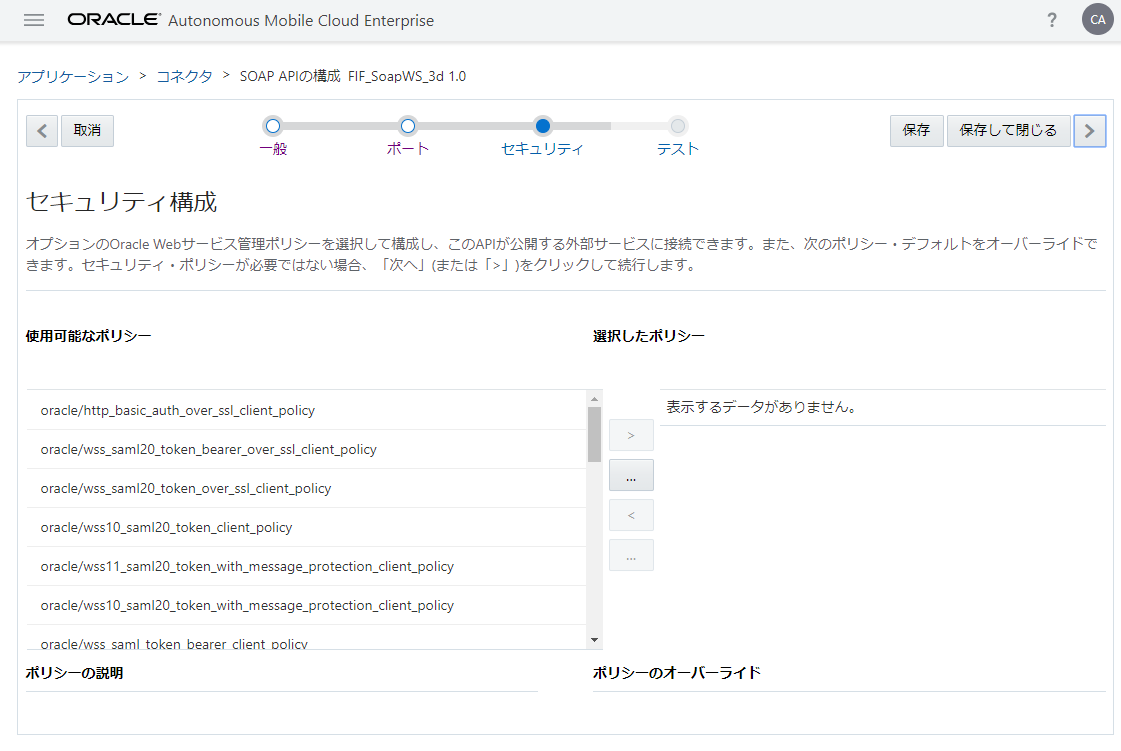 ORACLE Autonomous Mobile Cloud Enterprise ? CA
アプリケーション > コネクタ > SOAP APIの構成 FIF_SoapWS_3d 1.0
取消
一般
ポート
セキュリティ
テスト
保存
保存して閉じる
セキュリティ構成
オプションのOracle Webサービス管理ポリシーを選択して構成し、このAPIが公開する外部サービスに接続できます。また、次のポリシー・デフォルトをオーバーライドで
きます。セキュリティ・ポリシーが必要ではない場合、「次へ」(または「>」)をクリックして続行します。
使用可能なポリシー
oracle/http_basic_auth_over_ssl_client_policy
oracle/wss_saml20_token_bearer_over_ssl_client_policy
oracle/wss_saml20_token_over_ssl_client_policy
oracle/wss10_saml20_token_client_policy
oracle/wss11_saml20_token_with_message_protection_client_policy
oracle/wss10_saml20_token_with_message_protection_client_policy
oracle/wss_saml_token_bearer_client_policy
>
...
<
...
選択したポリシー
表示するデータがありません。
ポリシーの説明
ポリシーのオーバーライド